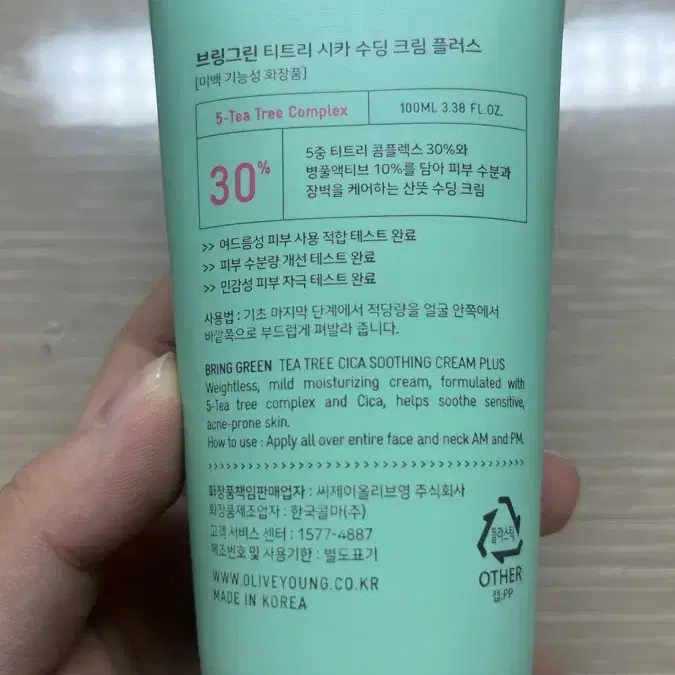 브링그린 티트리 시카 수딩 크림 플러스
[미백 기능성 화장품]
5-Tea Tree Complex
100ML 3.38 FL.OZ.
30%
5중 티트리 콤플렉스 30%와
병풀액티브 10%를 담아 피부 수분과
장벽을 케어하는 산뜻 수딩 크림
>> 여드름성 피부 사용 적합 테스트 완료
>> 피부 수분량 개선 테스트 완료
>> 민감성 피부 자극 테스트 완료
사용법 : 기초 마지막 단계에서 적당량을 얼굴 안쪽에서
바깥쪽으로 부드럽게 펴발라 줍니다.
BRING GREEN TEA TREE CICA SOOTHING CREAM PLUS
Weightless, mild moisturizing cream, formulated with
5-Tea tree complex and Cica, helps soothe sensitive,
acne-prone skin.
How to use : Apply all over entire face and neck AM and PM.
화장품책임판매업자 : 씨제이올리브영 주식회사
화장품제조업자 : 한국콜마(주)
고객 서비스 센터 : 1577-4887
제조번호 및 사용기한 : 별도표기
WWW.OLIVEYOUNG.CO.KR
MADE IN KOREA
플라스틱
OTHER
캡:PP